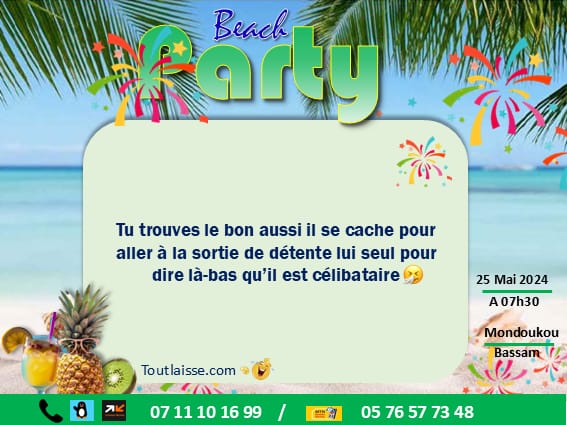 Beach
Party
Tu trouves le bon aussi il se cache pour
aller à la sortie de détente lui seul pour
dire là-bas qu’il est célibataire🤧
25 Mai 2024
A 07h30
Mondoukou
Bassam
Toutlaisse.com
07 11 10 16 99 / 05 76 57 73 48